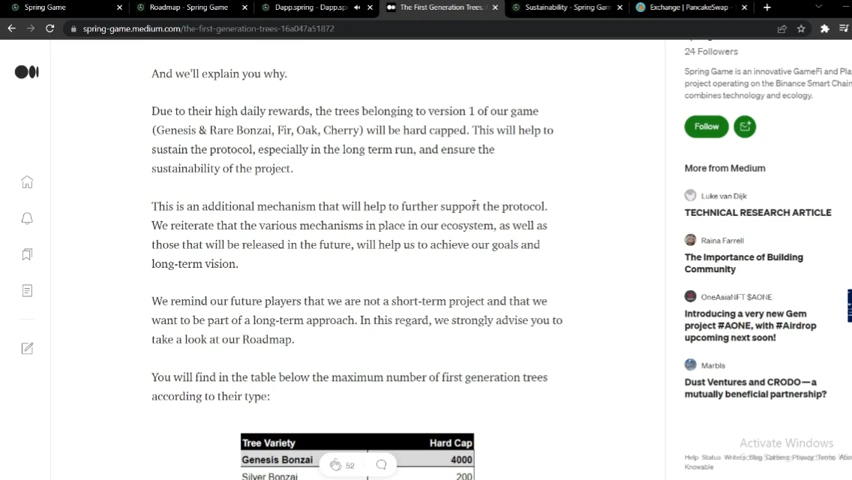 Spring Game
Roadmap - Spring Game
Dapp.spring - Dapp.sp
The First Generation Trees.
Sustainability - Spring Gam
Exchange | PancakeSwap
spring-game.medium.com/the-first-generation-trees-16a047a51872
And we'll explain you why.
Due to their high daily rewards, the trees belonging to version 1 of our game
(Genesis & Rare Bonzai, Fir, Oak, Cherry) will be hard capped. This will help to
sustain the protocol, especially in the long term run, and ensure the
sustainability of the project.
This is an additional mechanism that will help to further support the protocol.
We reiterate that the various mechanisms in place in our ecosystem, as well as
those that will be released in the future, will help us to achieve our goals and
long-term vision.
We remind our future players that we are not a short-term project and that we
want to be part of a long-term approach. In this regard, we strongly advise you to
take a look at our Roadmap.
You will find in the table below the maximum number of first generation trees
according to their type:
Tree Variety Hard Cap
Genesis Bonzai 4000
Silver Bonzai 200
52
24 Followers
Spring Game is an innovative GameFi and Pla
project operating on the Binance Smart Chain
combines technology and ecology.
Follow
More from Medium
Luke van Dijk
TECHNICAL RESEARCH ARTICLE
Raina Farrell
The Importance of Building
Community
OneAsiaNFT $AONE
Introducing a very new Gem
project #AONE, with #Airdrop
upcoming next soon!
Marbls
Dust Ventures and CRODO — a
mutually beneficial partnership?
Activate Windows
Help Status Writers Blog Careers Privacy Terms
Knowable